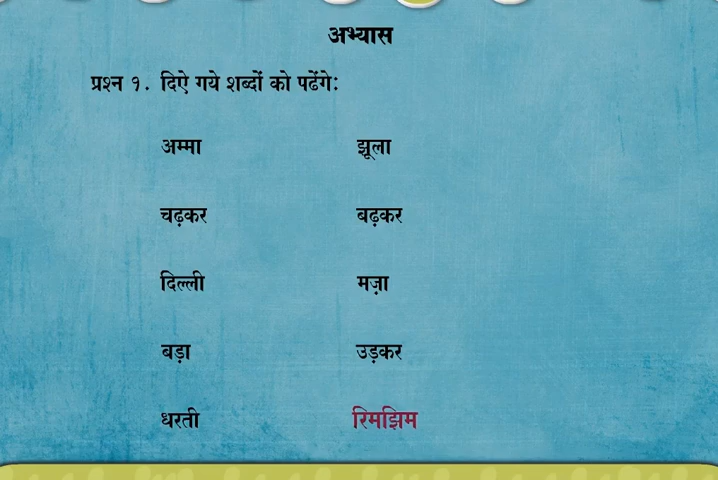 अभ्यास
प्रश्न १. दिऐ गये शब्दों को पढेंगे:
अम्मा झूला
चढ़कर बढ़कर
दिल्ली मज़ा
बड़ा उड़कर
धरती रिमझिम